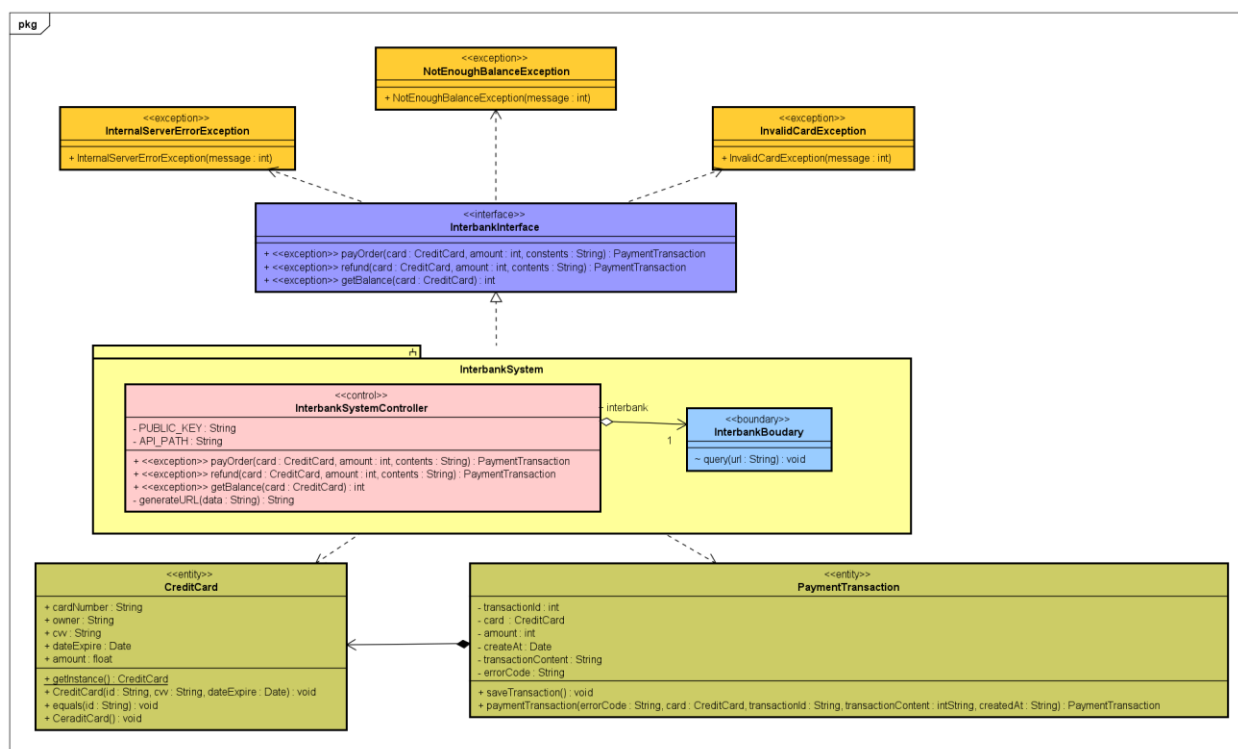 pkg
<<exception>>
NotEnoughBalanceException
+ NotEnoughBalanceException(message : int)
<<exception>>
InternalServerErrorException
+ InternalServerErrorException(message : int)
<<exception>>
InvalidCardException
+ InvalidCardException(message : int)
<<interface>>
InterbankInterface
+ <<exception>> payOrder(card : CreditCard, amount : int, constents : String) : PaymentTransaction
+ <<exception>> refund(card : CreditCard, amount : int, contents : String) : PaymentTransaction
+ <<exception>> getBalance(card : CreditCard) : int
InterbankSystem
<<control>>
InterbankSystemController
- PUBLIC_KEY : String
- API_PATH : String
+ <<exception>> payOrder(card : CreditCard, amount : int, contents : String) : PaymentTransaction
+ <<exception>> refund(card : CreditCard, amount : int, contents : String) : PaymentTransaction
+ <<exception>> getBalance(card : CreditCard) : int
- generateURL(data : String) : String
- interbank
1
<<boundary>>
InterbankBoudary
~ query(url : String) : void
<<entity>>
CreditCard
+ cardNumber : String
+ owner : String
+ cvv : String
+ dateExpire : Date
+ amount : float
+ getInstance() : CreditCard
+ CreditCard(id : String, cvv : String, dateExpire : Date) : void
+ equals(id : String) : void
+ CeraditCard() : void
<<entity>>
PaymentTransaction
- transactionId : int
- card : CreditCard
- amount : int
- createAt : Date
- transactionContent : String
- errorCode : String
+ saveTransaction() : void
+ paymentTransaction(errorCode : String, card : CreditCard, transactionId : String, transactionContent : intString, createdAt : String) : PaymentTransaction